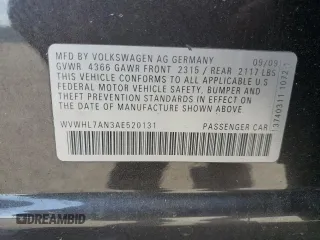 MFD. BY VOLKSWAGEN AG GERMANY 09/09
GVWR 4366 GAWR FRONT 2315 / REAR 2117 LBS
THIS VEHICLE CONFORMS TO ALL APPLICABLE
FEDERAL MOTOR VEHICLE SAFETY, BUMPER AND
THEFT PREVENTION STANDARDS IN EFFECT ON THE
DATE OF MANUFACTURE SHOWN ABOVE
WVWHL7AN3AE520131 PASSENGER CAR
© DREAMBID